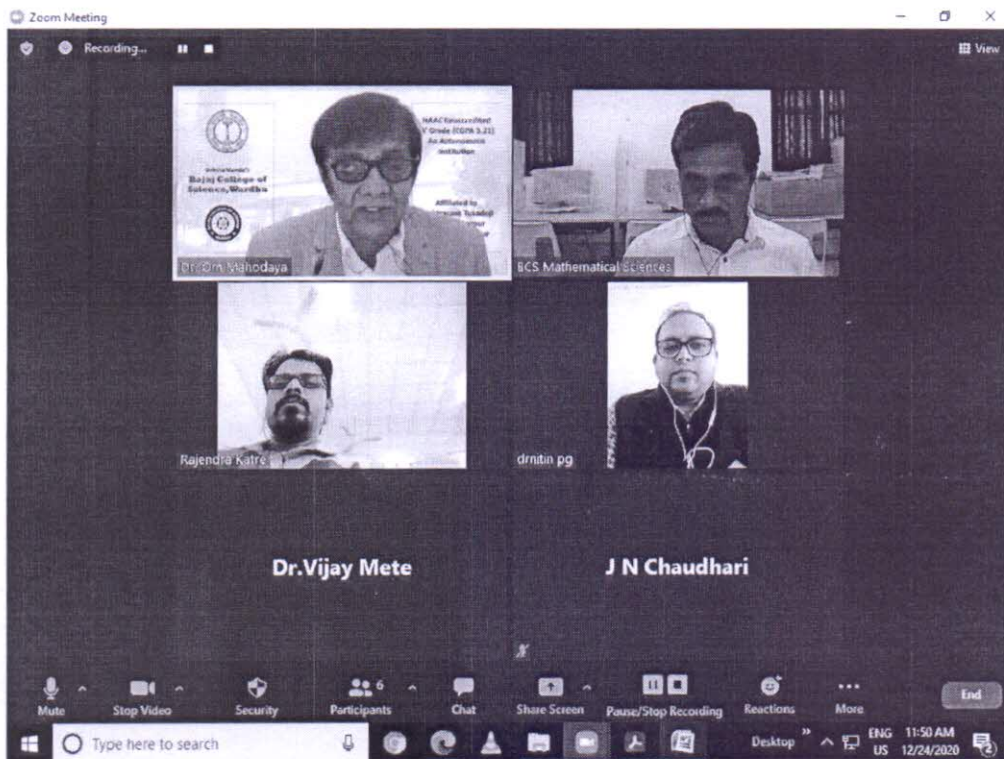 Zoom Meeting
Recording...
View
Bajaj College of
Science, Wardha
NAAC Reaccredited
Grade (CGPA 3.21)
An Autonomous
Institution
Affiliated to
Tukadoji
Dr. Om Mahodaya
BCS Mathematical Sciences
Rajendra Katre
drnitin pg
Dr.Vijay Mete
J N Chaudhari
6
Mute
Stop Video
Security
Participants
Chat
Share Screen
Pause/Stop Recording
Reactions
More
End
Type here to search
Desktop
ENG
US
11:50 AM
12/24/2020
2